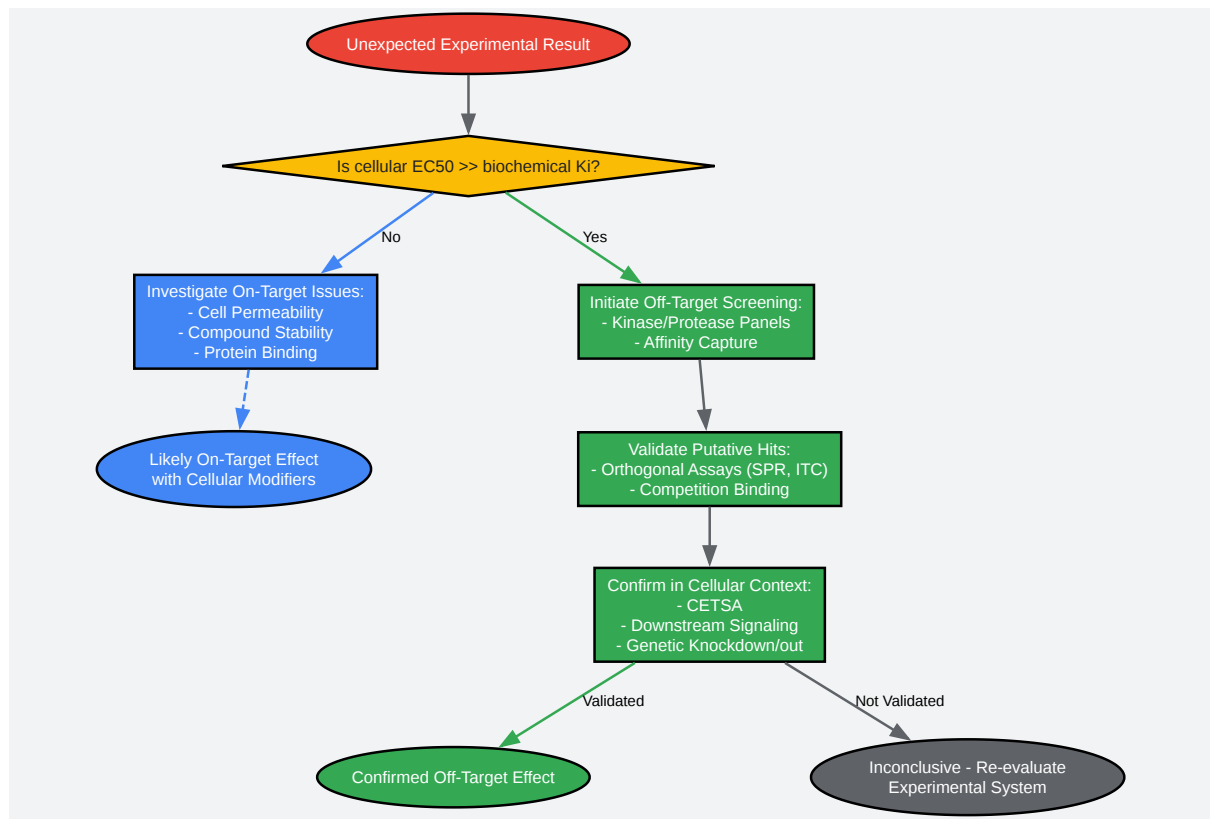 Unexpected Experimental Result
Is cellular EC50 >> biochemical Ki?
No
Yes
Investigate On-Target Issues:
- Cell Permeability
- Compound Stability
- Protein Binding
Initiate Off-Target Screening:
- Kinase/Protease Panels
- Affinity Capture
Likely On-Target Effect
with Cellular Modifiers
Validate Putative Hits:
- Orthogonal Assays (SPR, ITC)
- Competition Binding
Confirm in Cellular Context:
- CETSA
- Downstream Signaling
- Genetic Knockdown/out
Validated
Not Validated
Confirmed Off-Target Effect
Inconclusive - Re-evaluate
Experimental System